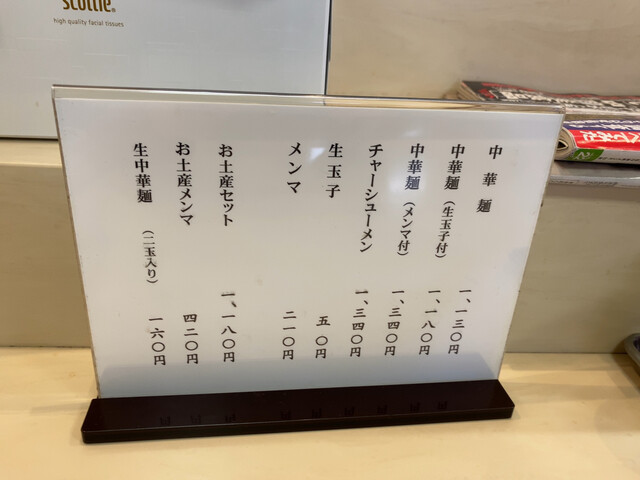 scottie®
high quality facial tissues
中華麺 一、一三〇円
中華麺（生玉子付） 一、一八〇円
中華麺（メンマ付） 一、三四〇円
チャーシューメン 一、三四〇円
生玉子 五〇円
メンマ 二一〇円
お土産セット 一、一八〇円
お土産メンマ 四二〇円
生中華麺（二玉入り） 一六〇円